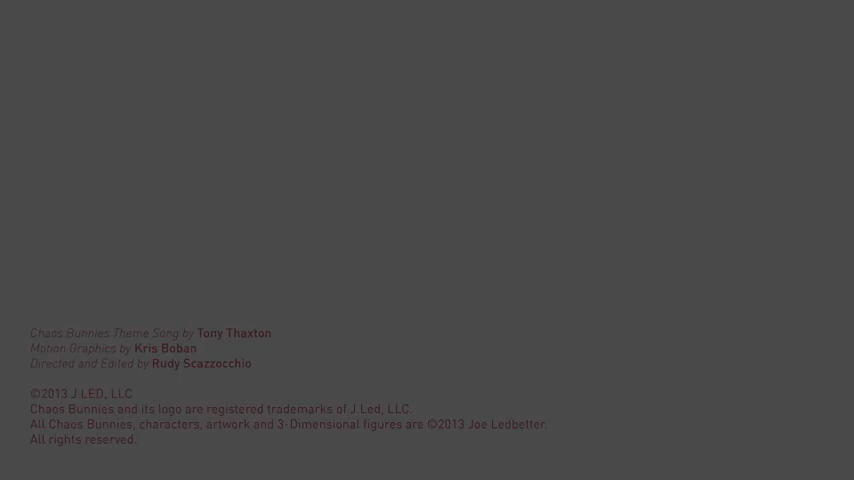 Chaos Bunnies Theme Song by Tony Thaxton
Motion Graphics by Kris Boban
Directed and Edited by Rudy Scazzocchio
©2013 J.LED, LLC
Chaos Bunnies and its logo are registered trademarks of J.Led, LLC.
All Chaos Bunnies, characters, artwork and 3-Dimensional figures are ©2013 Joe Ledbetter.
All rights reserved.